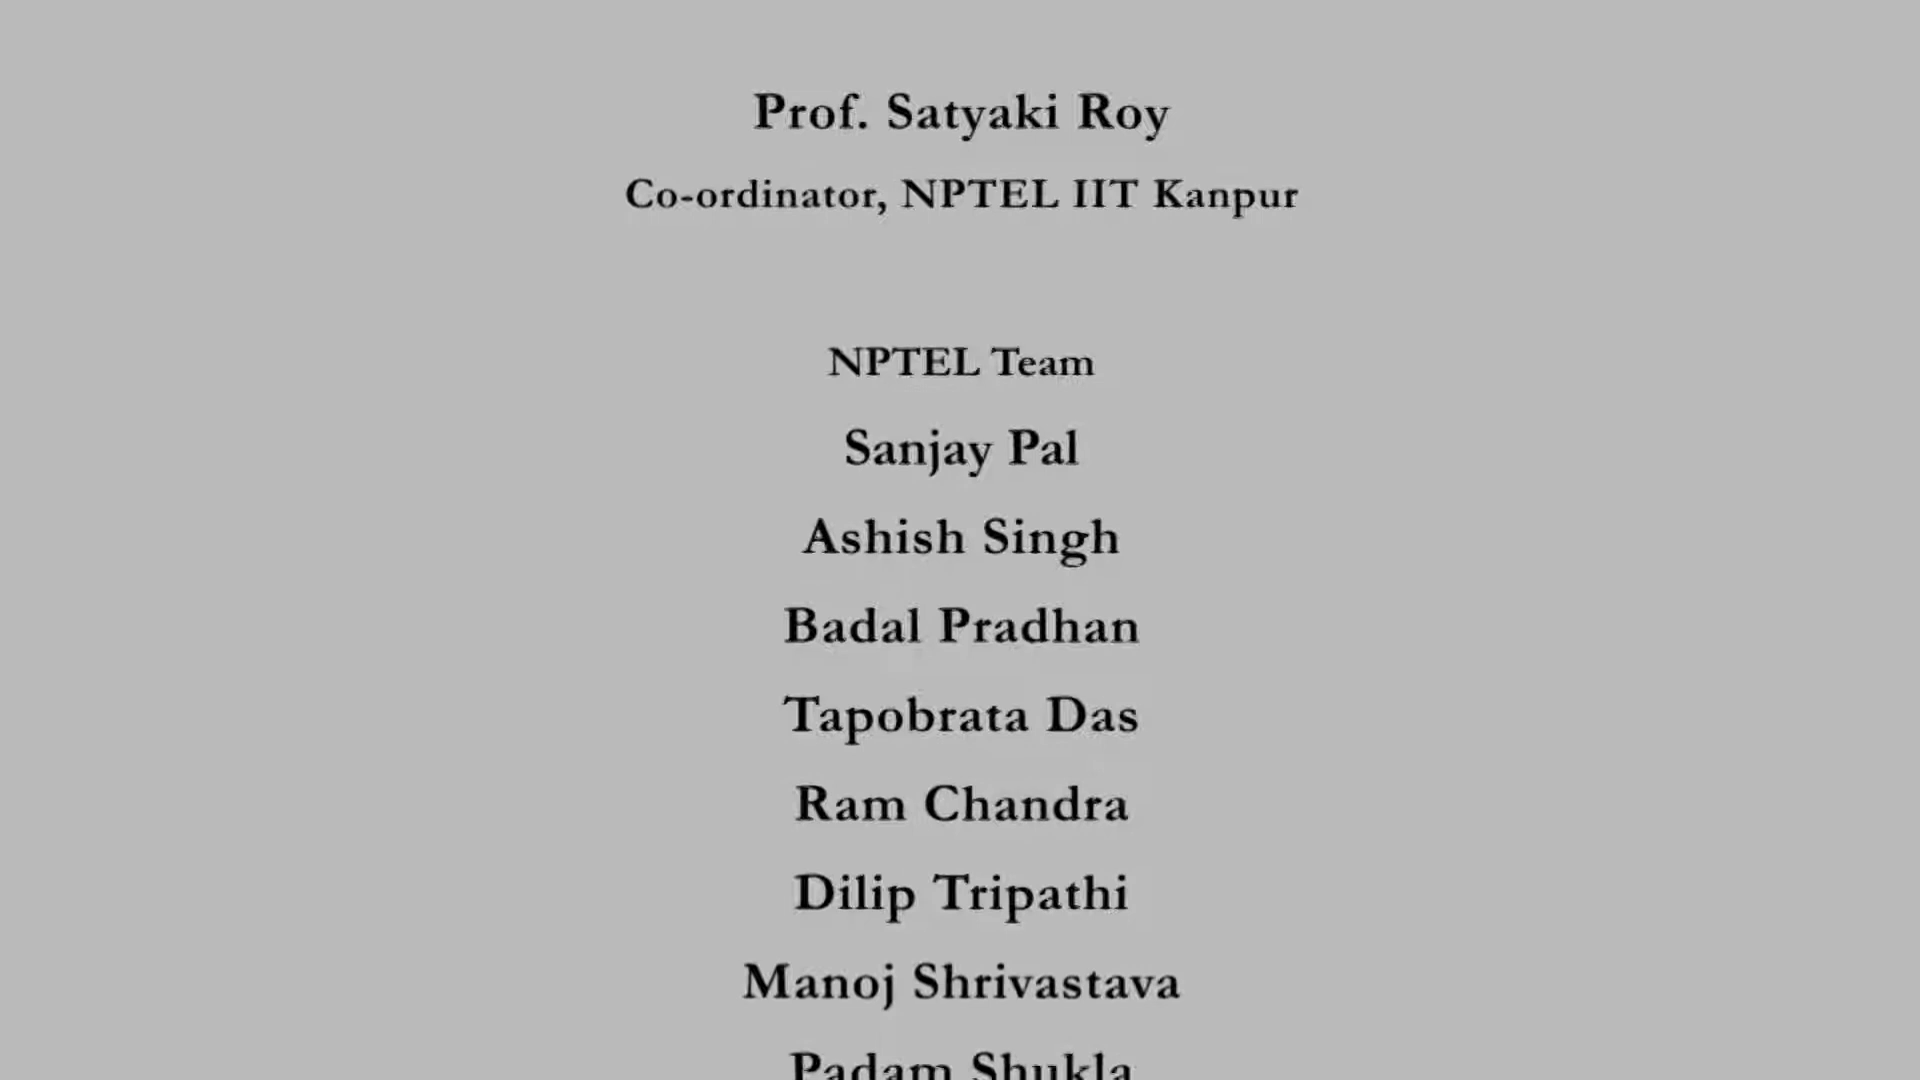 Prof. Satyaki Roy
Co-ordinator, NPTEL IIT Kanpur
NPTEL Team
Sanjay Pal
Ashish Singh
Badal Pradhan
Tapobrata Das
Ram Chandra
Dilip Tripathi
Manoj Shrivastava
Padam Shukla